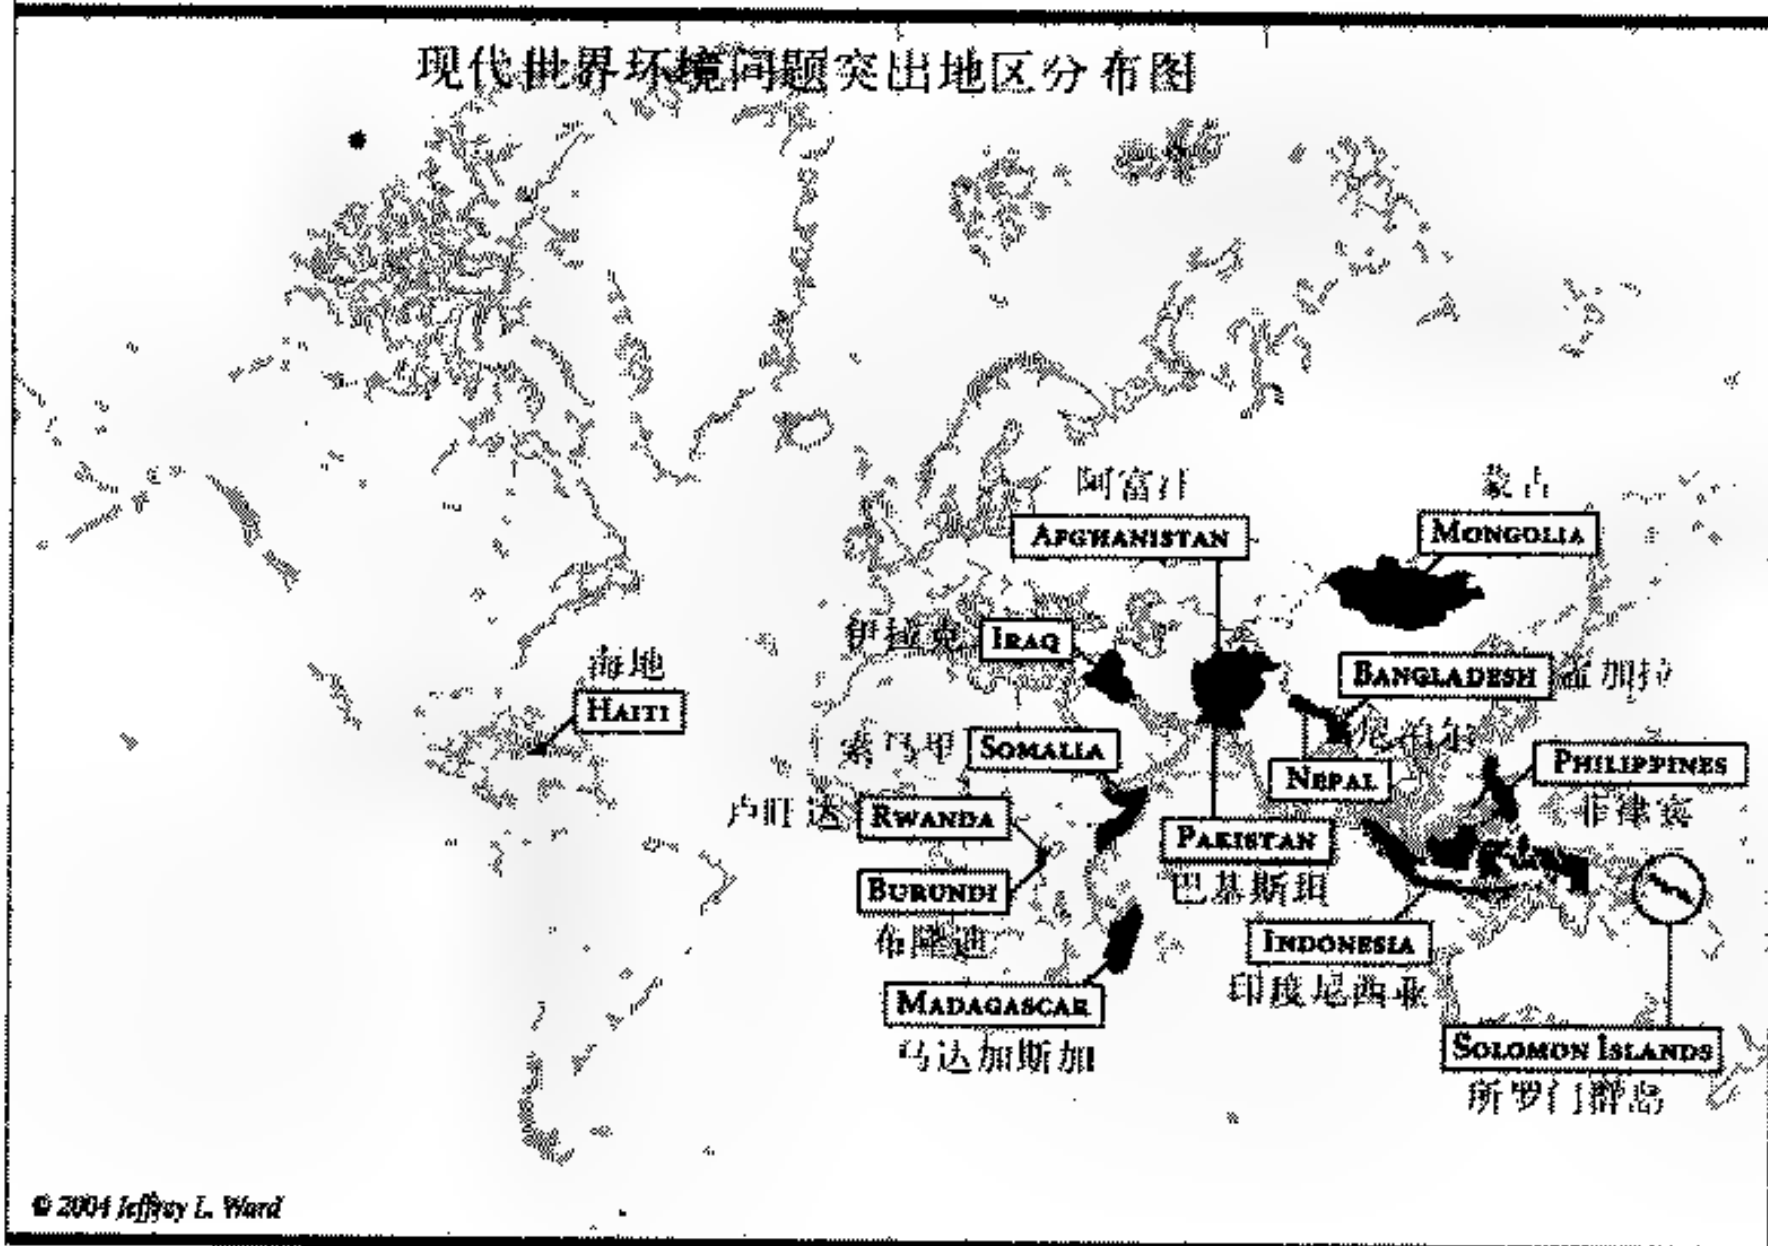 现代世界环境问题突出地区分布图
阿富汗
AFGHANISTAN
蒙古
MONGOLIA
伊拉克
IRAQ
海地
HAITI
BANGLADESH
孟加拉
尼泊尔
NEPAL
索马里
SOMALIA
PHILIPPINES
菲律宾
卢旺达
RWANDA
PAKISTAN
巴基斯坦
BURUNDI
布隆迪
INDONESIA
印度尼西亚
MADAGASCAR
马达加斯加
SOLOMON ISLANDS
所罗门群岛
© 2004 Jeffrey L. Ward